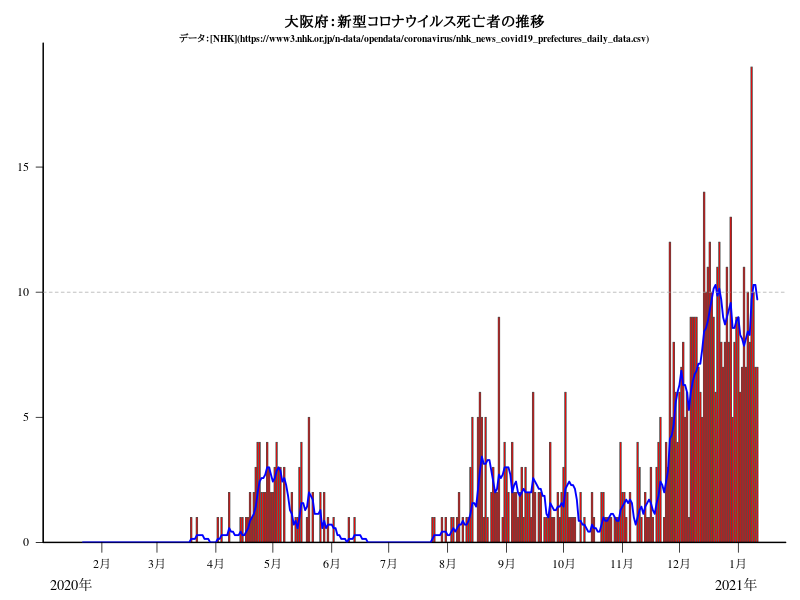 大阪府：新型コロナウイルス死亡者の推移
データ：[NHK](https://www3.nhk.or.jp/n-data/opendata/coronavirus/nhk_news_covid19_prefectures_daily_data.csv)
15
10
5
0
2月 3月 4月 5月 6月 7月 8月 9月 10月 11月 12月 1月
2020年 2021年